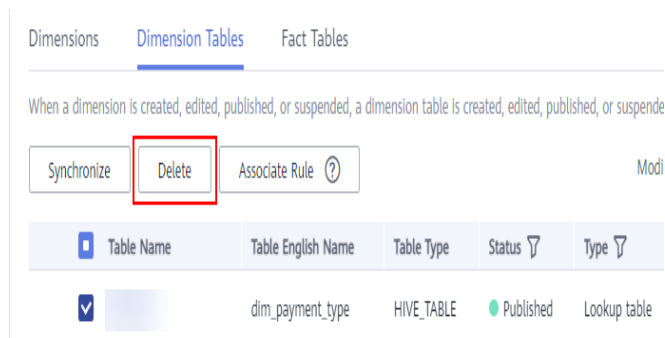 Dimensions Dimension Tables Fact Tables
When a dimension is created, edited, published, or suspended, a dimension table is created, edited, published, or suspende
Synchronize Delete Associate Rule ? Modi
Table Name Table English Name Table Type Status Type
dim_payment_type HIVE_TABLE Published Lookup table